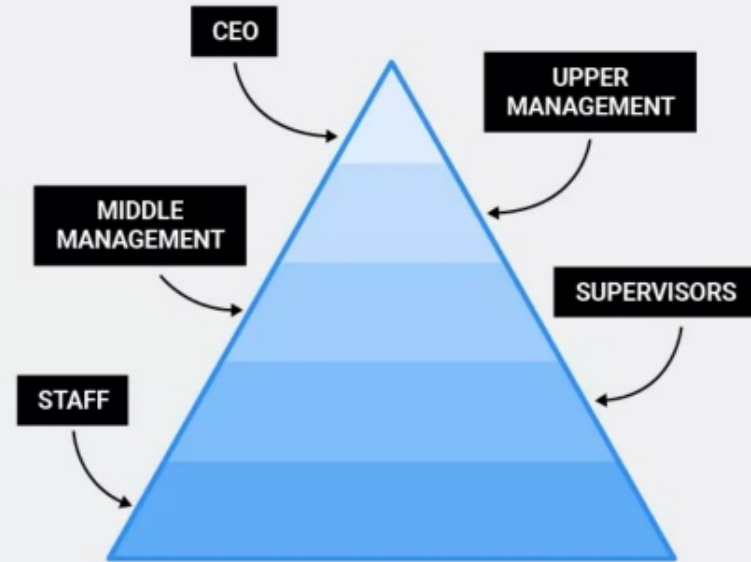 CEO
UPPER
MANAGEMENT
MIDDLE
MANAGEMENT
SUPERVISORS
STAFF